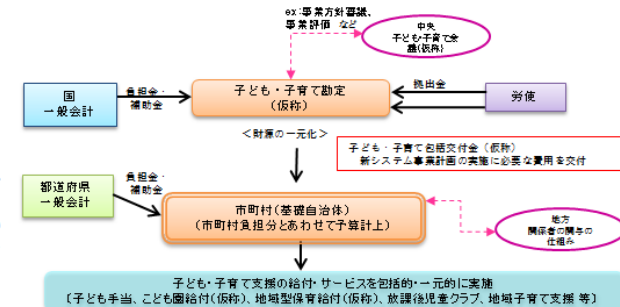 ex:事業方針審議、
事業評価 など
中央
子ども・子育て会
議(仮称)
国
一般会計
負担金・
補助金
子ども・子育て勘定
(仮称)
拠出金
労使
＜財源の一元化＞
子ども・子育て包括交付金(仮称)
新システム事業計画の実施に必要な費用を交付
都道府県
一般会計
負担金・
補助金
市町村(基礎自治体)
(市町村負担分とあわせて予算計上)
地方
関係者の関与の
仕組み
子ども・子育て支援の給付・サービスを包括的・一元的に実施
〔子ども手当、こども園給付(仮称)、地域型保育給付(仮称)、放課後児童クラブ、地域子育て支援 等〕